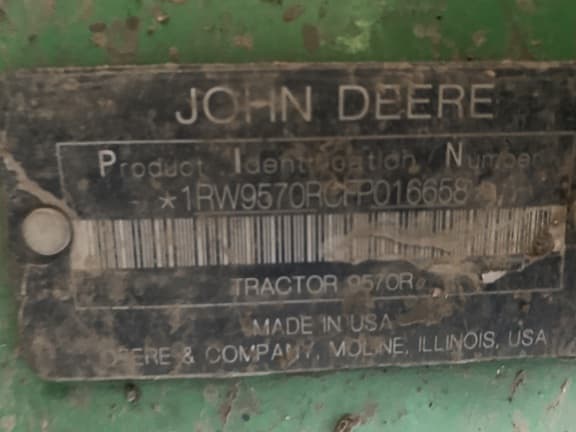 JOHN DEERE
Product Identification Number
*1RW9570RCFP016658*
TRACTOR 9570R
MADE IN USA
DEERE & COMPANY, MOLINE, ILLINOIS, USA